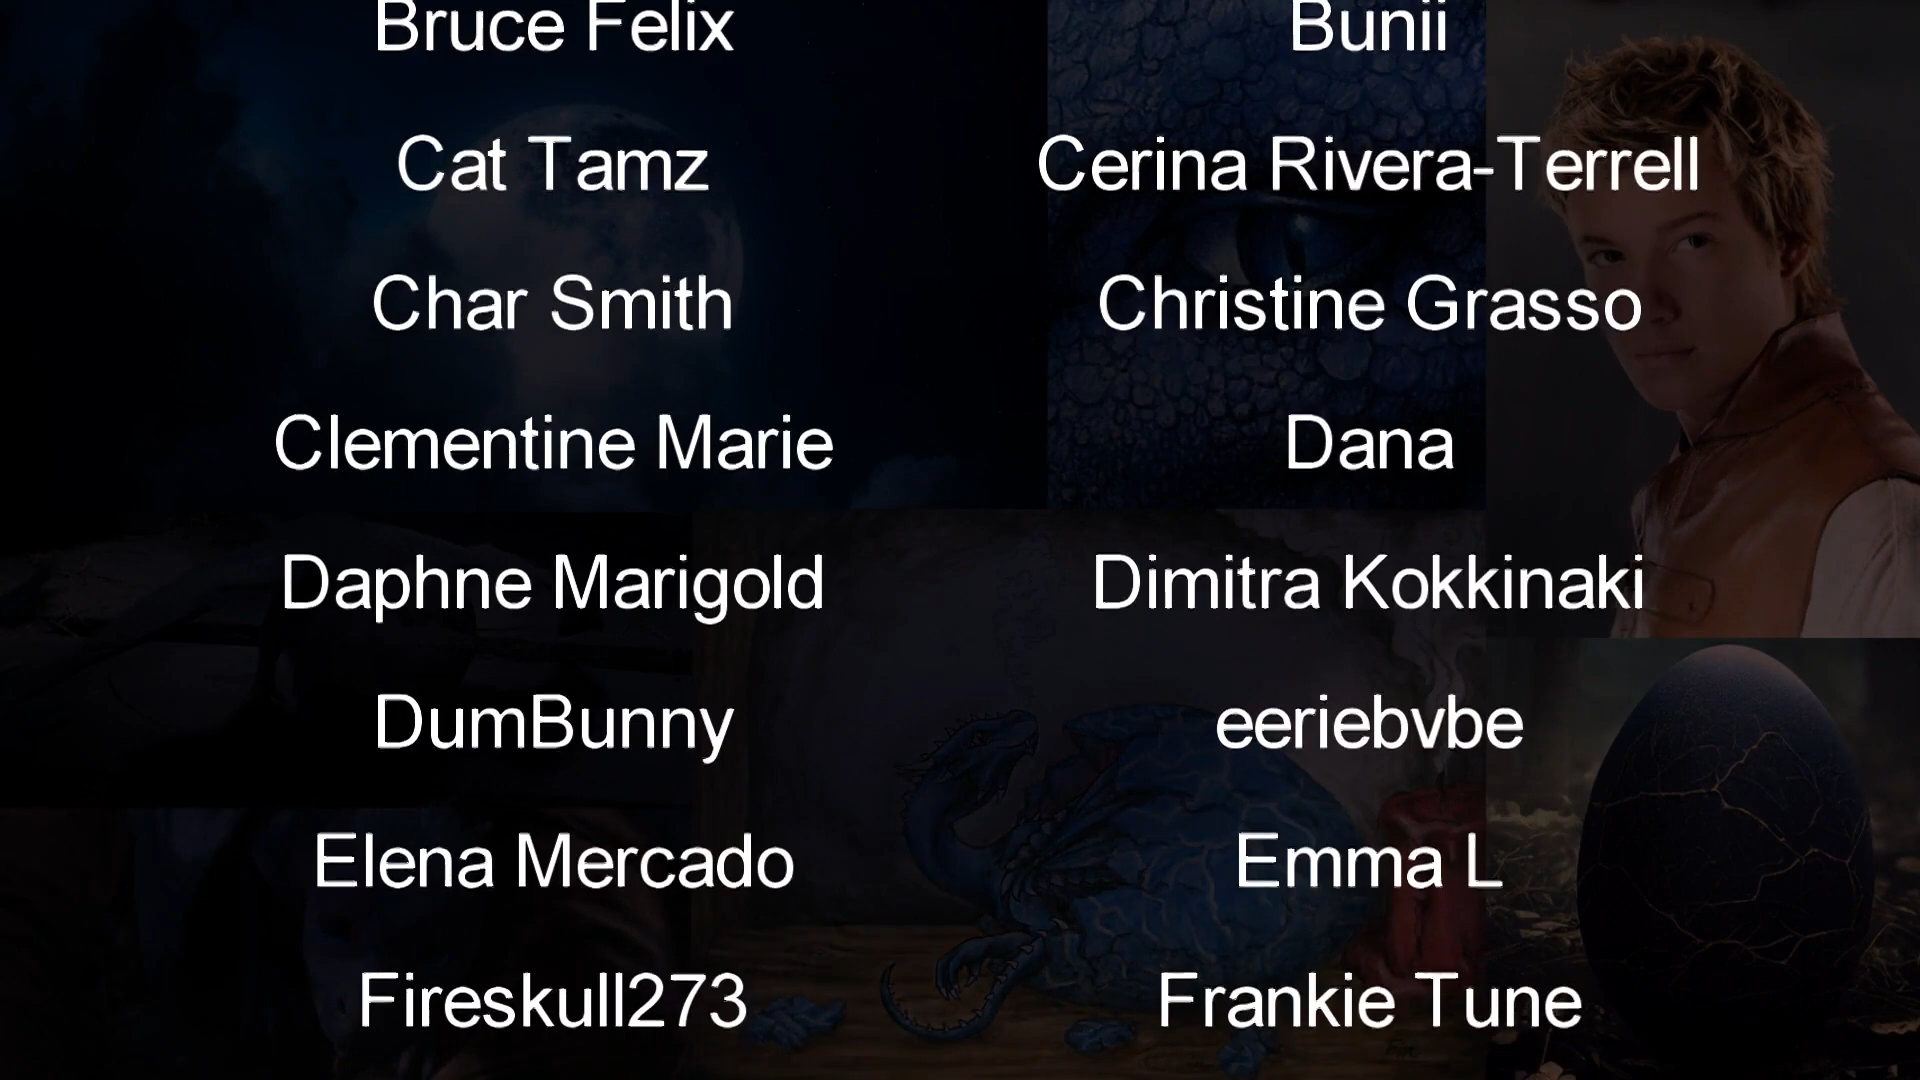 Bruce Felix
Bunii
Cat Tamz
Cerina Rivera-Terrell
Char Smith
Christine Grasso
Clementine Marie
Dana
Daphne Marigold
Dimitra Kokkinaki
DumBunny
eeriebvbe
Elena Mercado
Emma L
Fireskull273
Frankie Tune